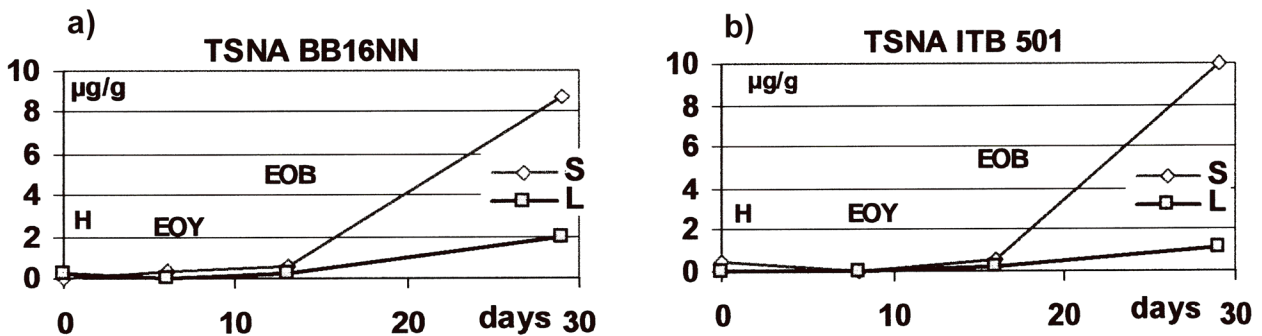 a)
TSNA BB16NN
10
8
6
4
2
0
µg/g
EOB
H
EOY
S
L
0 10 20 days 30
b)
TSNA ITB 501
10
8
6
4
2
0
µg/g
EOB
H
EOY
S
L
0 10 20 days 30